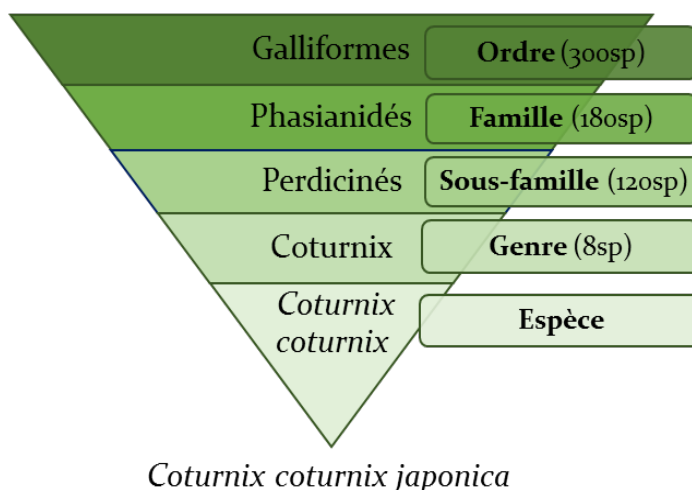 Galliformes Ordre (300sp)
Phasianidés Famille (180sp)
Perdicinés Sous-famille (120sp)
Coturnix Genre (8sp)
Coturnix
coturnix Espèce
Coturnix coturnix japonica